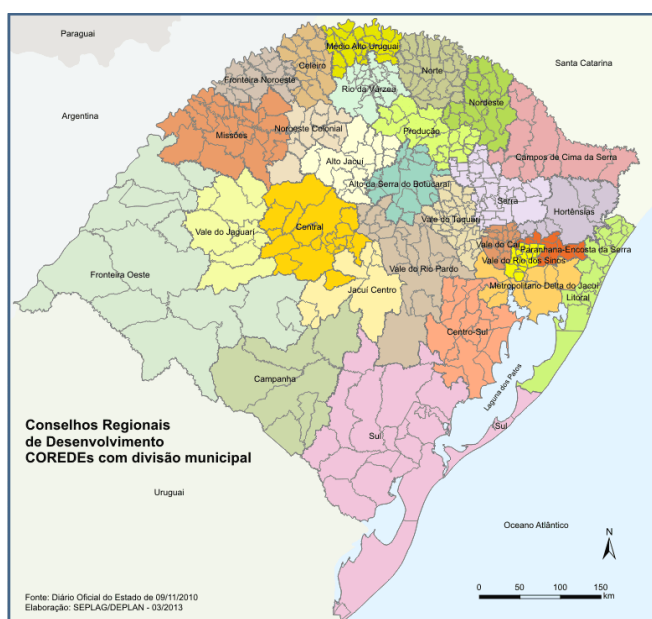 Paraguai
Santa Catarina
Argentina
Médio Alto Uruguai
Celeiro
Norte
Fronteira Noroeste
Rio da Várzea
Nordeste
Missões
Noroeste Colonial
Produção
Alto Jacuí
Campos de Cima da Serra
Alto da Serra do Botucaraí
Serra
Hortênsias
Vale do Taquari
Vale do Jaguari
Central
Vale do Caí
Paranhana-Encosta da Serra
Vale do Rio dos Sinos
Fronteira Oeste
Vale do Rio Pardo
Jacuí Centro
Metropolitano Delta do Jacuí
Litoral
Centro-Sul
Campanha
Laguna dos Patos
Sul
Sul
Conselhos Regionais
de Desenvolvimento
COREDEs com divisão municipal
Uruguai
Oceano Atlântico
N
0 50 100 150
km
Fonte: Diário Oficial do Estado de 09/11/2010
Elaboração: SEPLAG/DEPLAN - 03/2013